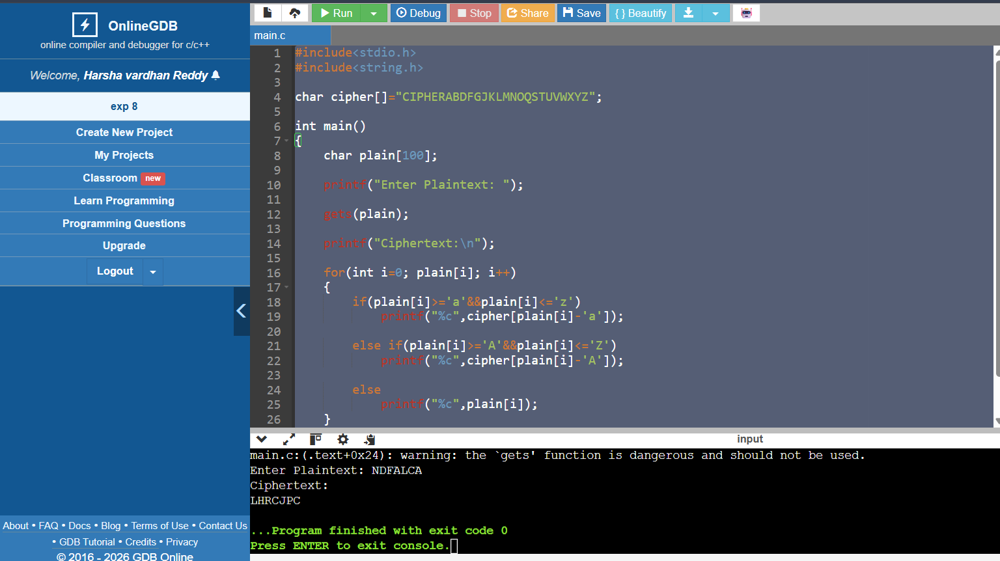 OnlineGDB
online compiler and debugger for c/c++
Welcome, Harsha vardhan Reddy
exp 8
Create New Project
My Projects
Classroom new
Learn Programming
Programming Questions
Upgrade
Logout
About • FAQ • Docs • Blog • Terms of Use • Contact Us
• GDB Tutorial • Credits • Privacy
© 2016 - 2026 GDB Online
Run Debug Stop Share Save { } Beautify
main.c
1 #include<stdio.h>
2 #include<string.h>
3
4 char cipher[]="CIPHERABDFGJKLMNOQSTUVWXYZ";
5
6 int main()
7 {
8     char plain[100];
9
10     printf("Enter Plaintext: ");
11
12     gets(plain);
13
14     printf("Ciphertext:\n");
15
16     for(int i=0; plain[i]; i++)
17     {
18         if(plain[i]>='a'&&plain[i]<='z')
19             printf("%c",cipher[plain[i]-'a']);
20
21         else if(plain[i]>='A'&&plain[i]<='Z')
22             printf("%c",cipher[plain[i]-'A']);
23
24         else
25             printf("%c",plain[i]);
26     }
input
main.c:(.text+0x24): warning: the `gets' function is dangerous and should not be used.
Enter Plaintext: NDFALCA
Ciphertext:
LHRCJPC
...Program finished with exit code 0
Press ENTER to exit console.